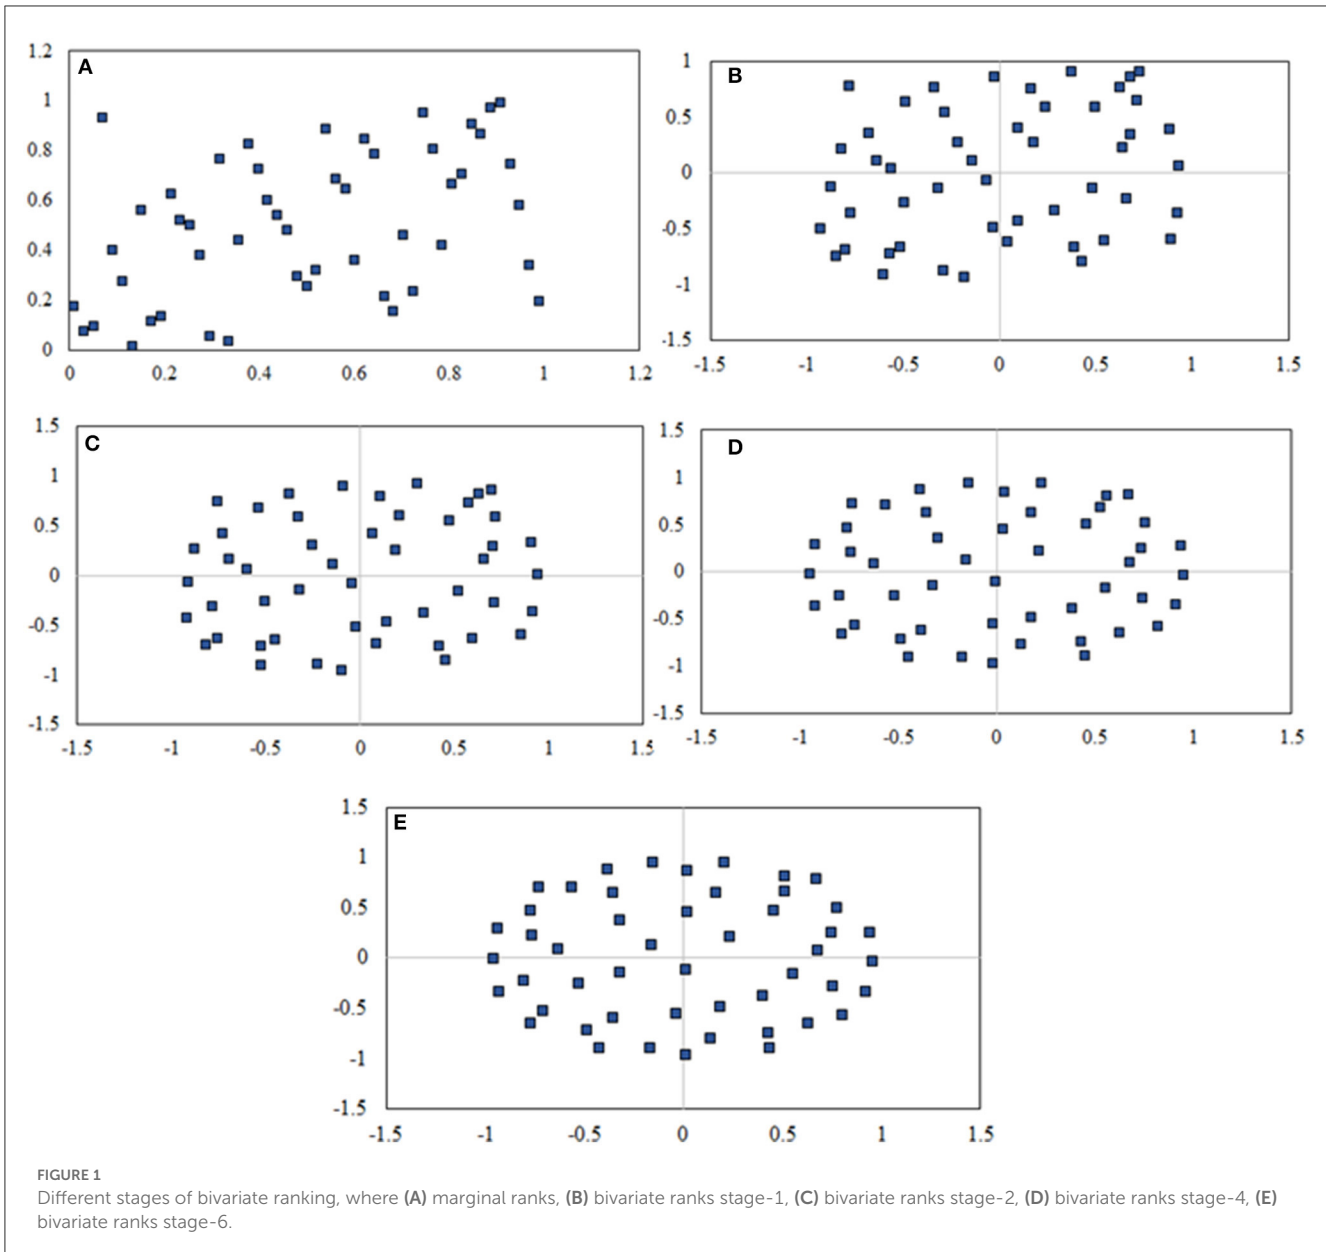 A
1.2
1
0.8
0.6
0.4
0.2
0
0 0.2 0.4 0.6 0.8 1 1.2
B
1
0.5
0
-0.5
-1
-1.5
-1.5 -1 -0.5 0 0.5 1 1.5
C
1.5
1
0.5
0
-0.5
-1
-1.5
-1.5 -1 -0.5 0 0.5 1 1.5
D
1.5
1
0.5
0
-0.5
-1
-1.5
-1.5 -1 -0.5 0 0.5 1 1.5
E
1.5
1
0.5
0
-0.5
-1
-1.5
-1.5 -1 -0.5 0 0.5 1 1.5
FIGURE 1
Different stages of bivariate ranking, where (A) marginal ranks, (B) bivariate ranks stage-1, (C) bivariate ranks stage-2, (D) bivariate ranks stage-4, (E)
bivariate ranks stage-6.